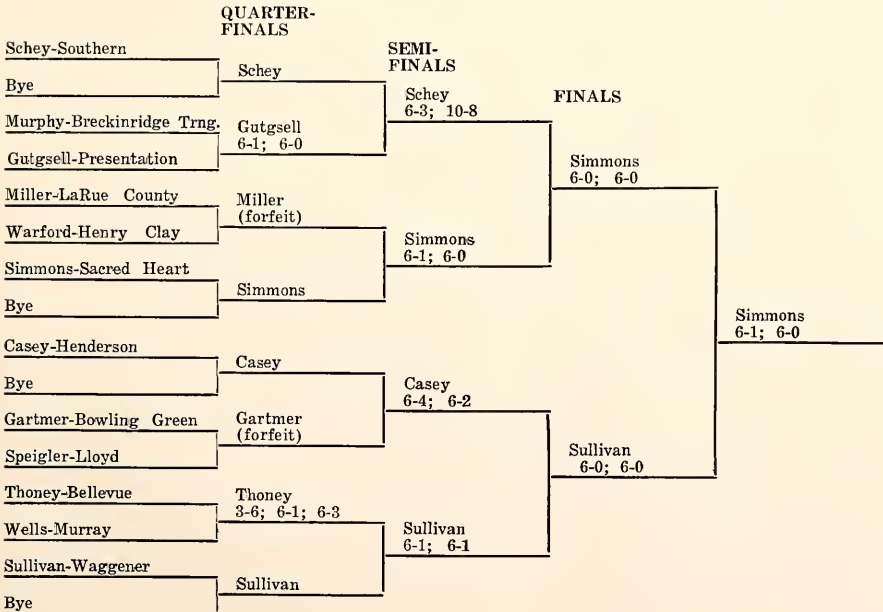 QUARTER-
FINALS
Schey-Southern
Bye
Murphy-Breckinridge Trng.
Gutgsell-Presentation
Miller-LaRue County
Warford-Henry Clay
Simmons-Sacred Heart
Bye
Casey-Henderson
Bye
Gartmer-Bowling Green
Speigler-Lloyd
Thoney-Bellevue
Wells-Murray
Sullivan-Waggener
Bye
Schey
Gutgsell
6-1; 6-0
Miller
(forfeit)
Simmons
Casey
Gartmer
(forfeit)
Thoney
3-6; 6-1; 6-3
Sullivan
SEMI-
FINALS
Schey
6-3; 10-8
Simmons
6-1; 6-0
Casey
6-4; 6-2
Sullivan
6-1; 6-1
FINALS
Simmons
6-0; 6-0
Sullivan
6-0; 6-0
Simmons
6-1; 6-0